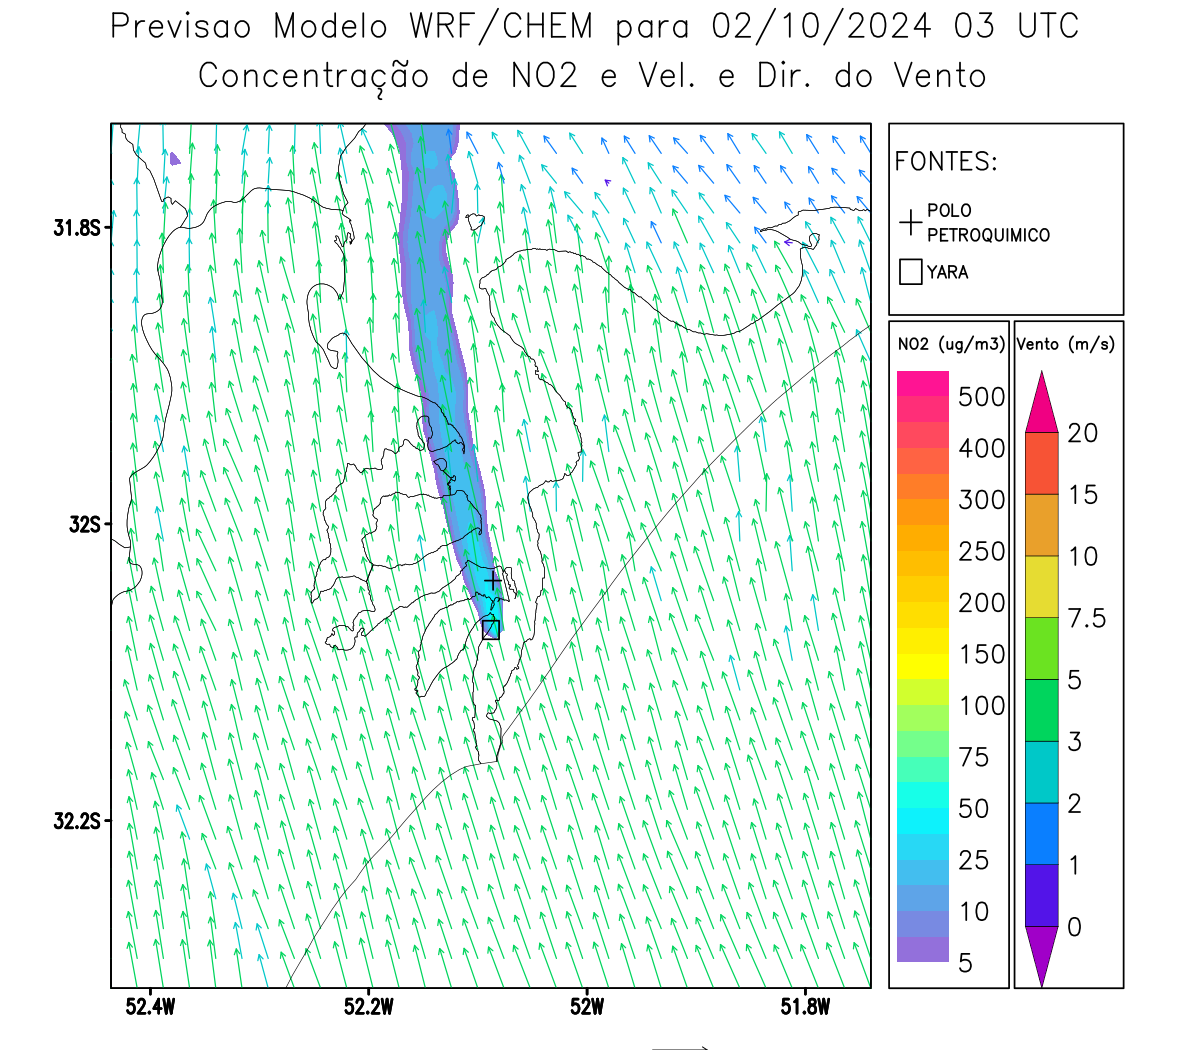 Previsao Modelo WRF/CHEM para 02/10/2024 03 UTC
Concentração de NO2 e Vel. e Dir. do Vento
FONTES:
POLO
PETROQUIMICO
YARA
NO2 (ug/m3)
500
400
300
250
200
150
100
75
50
25
10
5
Vento (m/s)
20
15
10
7.5
5
3
2
1
0
31.8S
32S
32.2S
52.4W
52.2W
52W
51.8W